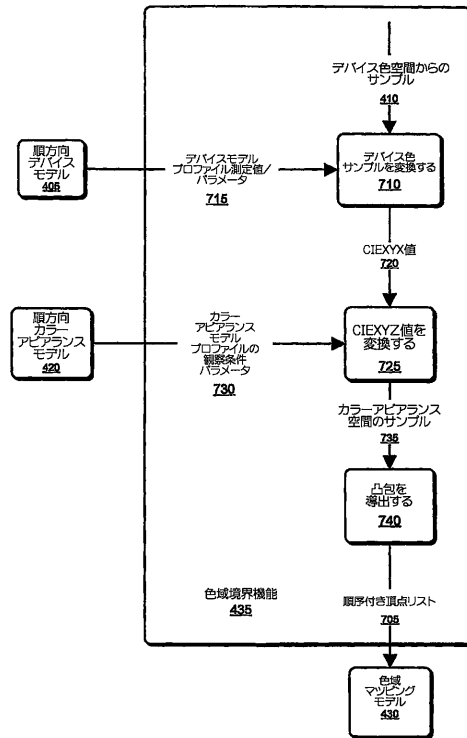 デバイス色空間からの
サンプル
410
順方向
デバイス
モデル
405
デバイスモデル
プロファイル測定値/
パラメータ
715
デバイス色
サンプルを変換する
710
CIEXYX値
720
順方向
カラー
アピアランス
モデル
420
カラー
アピアランス
モデル
プロファイルの
観察条件
パラメータ
730
CIEXYZ値を
変換する
725
カラーアピアランス
空間のサンプル
735
凸包を
導出する
740
色域境界機能
435
順序付き頂点リスト
705
色域
マッピング
モデル
430